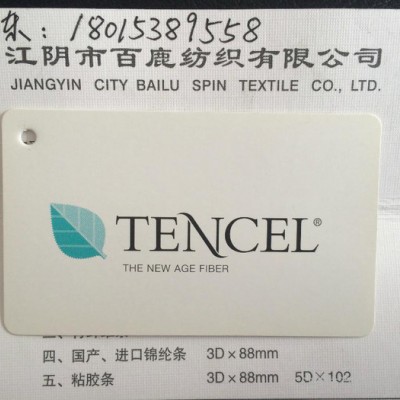 东：18015389558
江阴市百鹿纺织有限公司
JIANGYIN CITY BAILU SPIN TEXTILE CO., LTD.
TENCEL®
THE NEW AGE FIBER
四、国产、进口锦纶条 3D×88mm
五、粘胶条 3D×88mm 5D×102